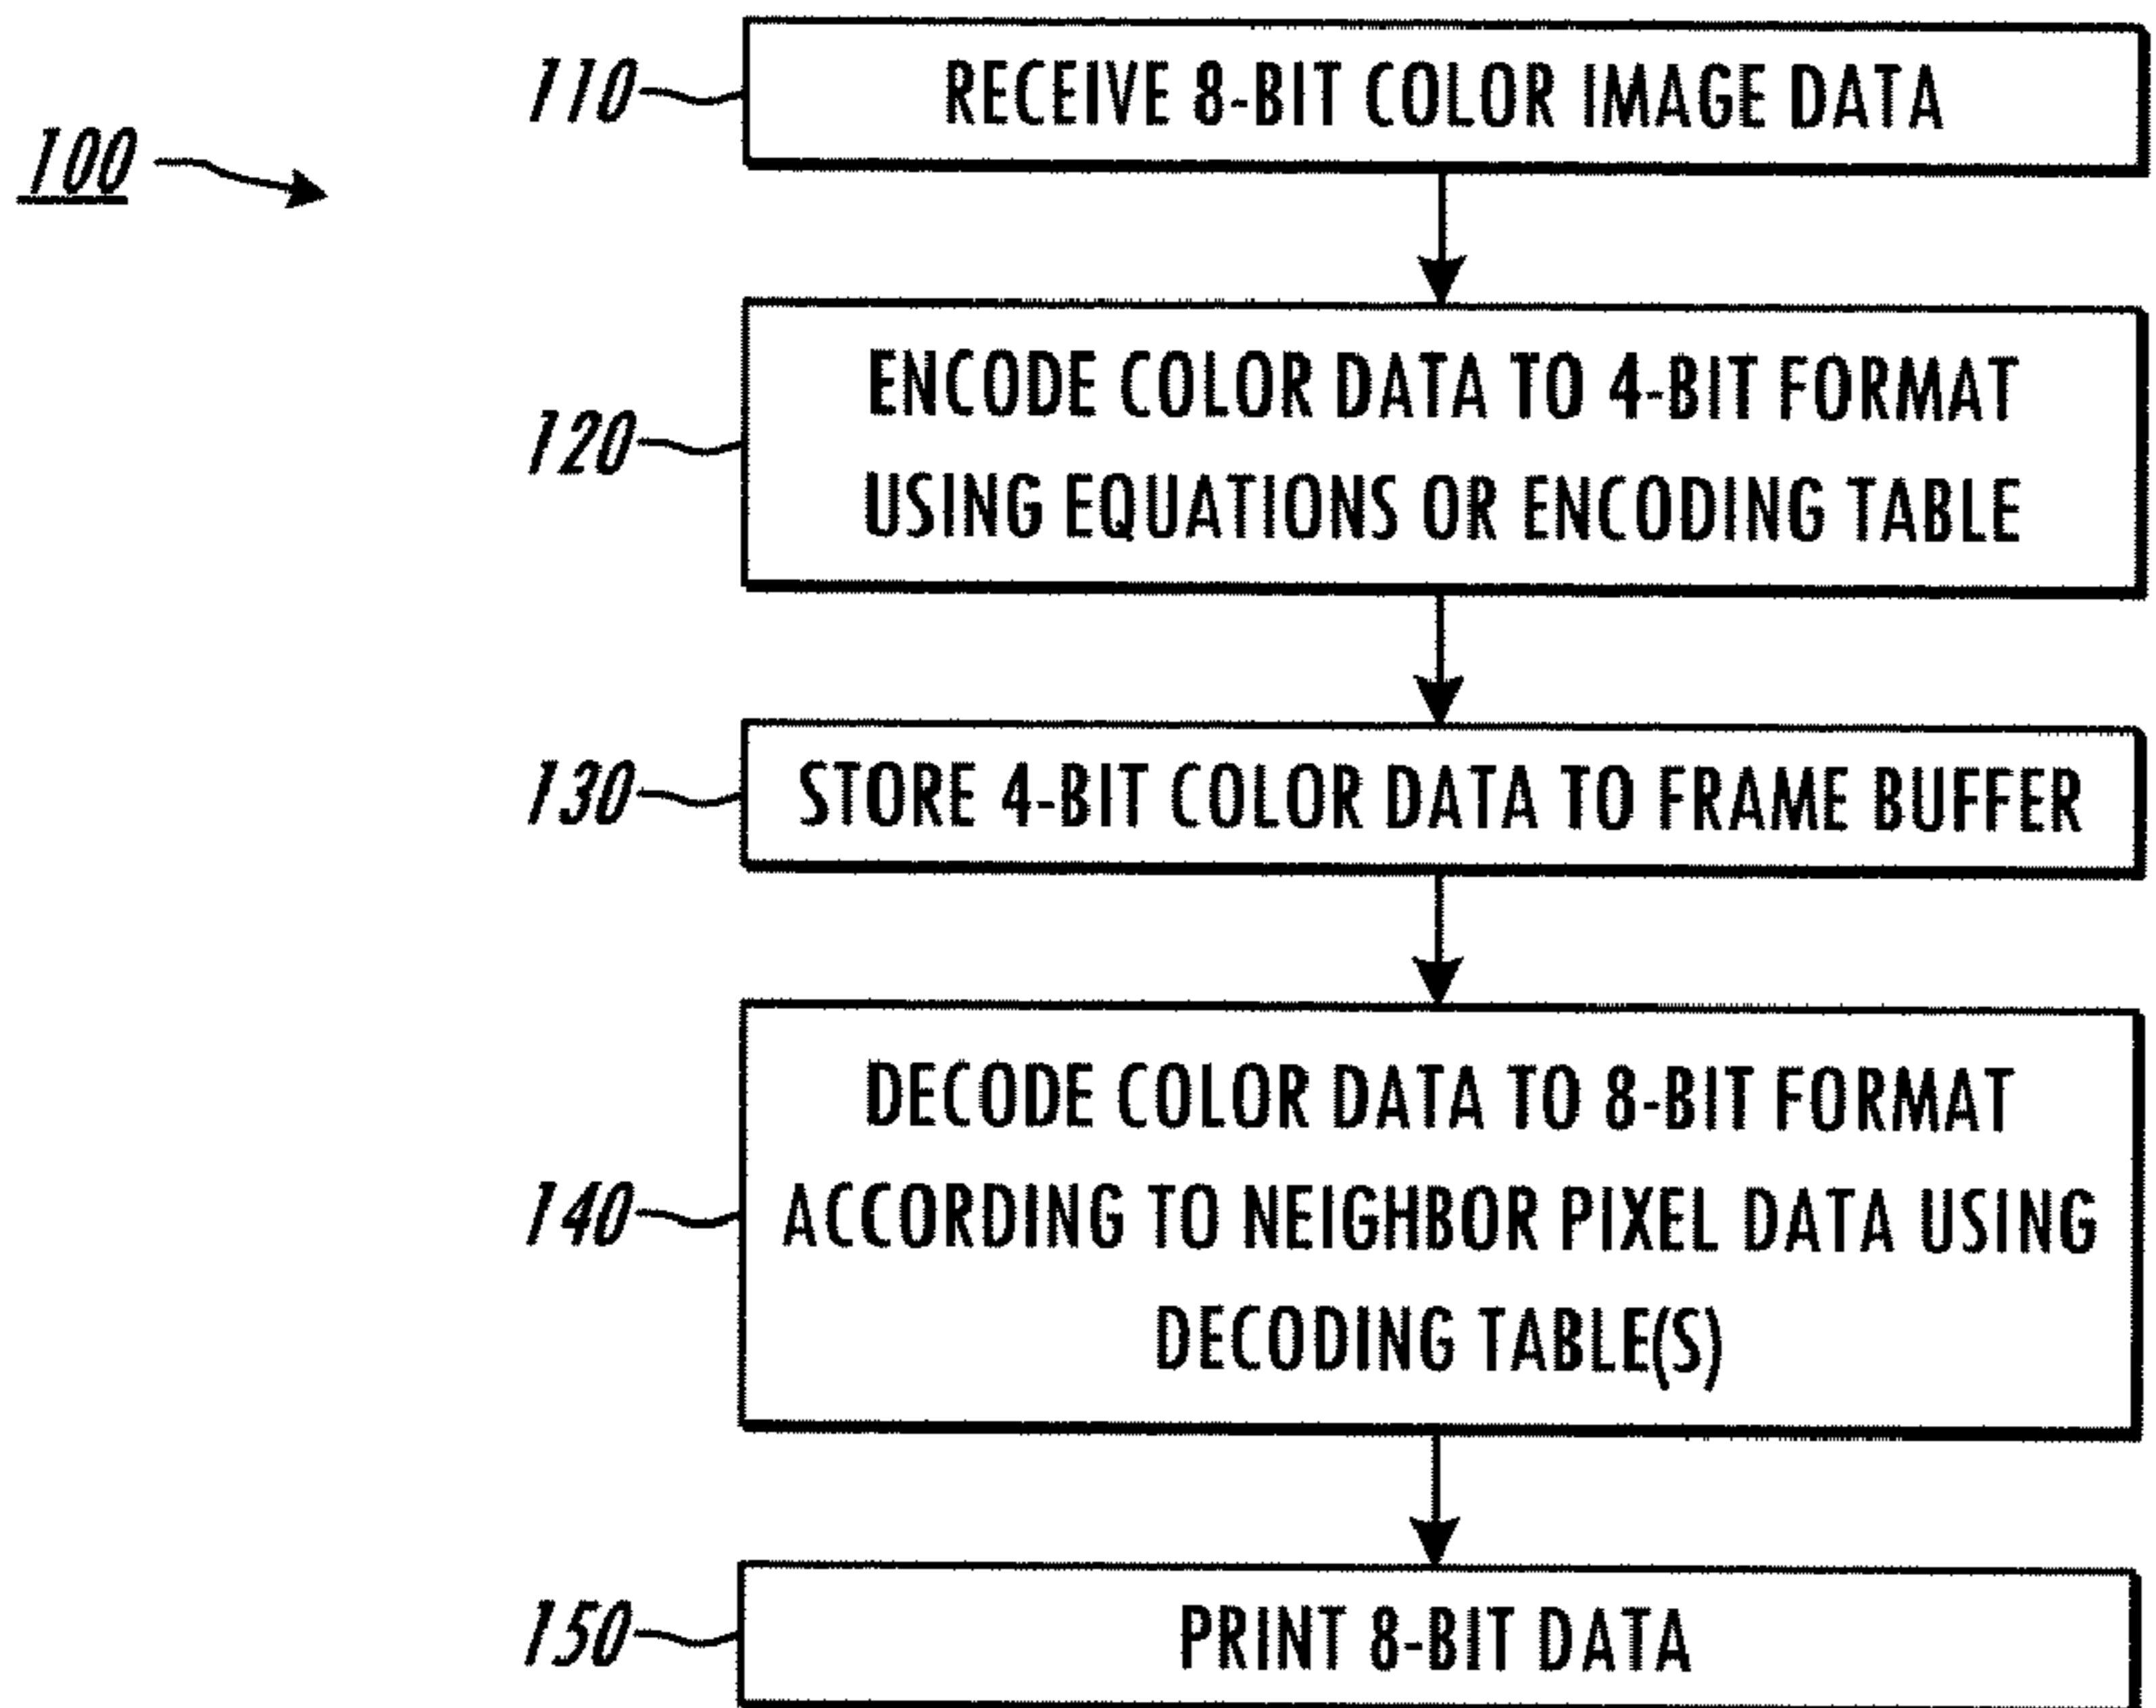 110
RECEIVE 8-BIT COLOR IMAGE DATA
100
120
ENCODE COLOR DATA TO 4-BIT FORMAT
USING EQUATIONS OR ENCODING TABLE
130
STORE 4-BIT COLOR DATA TO FRAME BUFFER
140
DECODE COLOR DATA TO 8-BIT FORMAT
ACCORDING TO NEIGHBOR PIXEL DATA USING
DECODING TABLE(S)
150
PRINT 8-BIT DATA